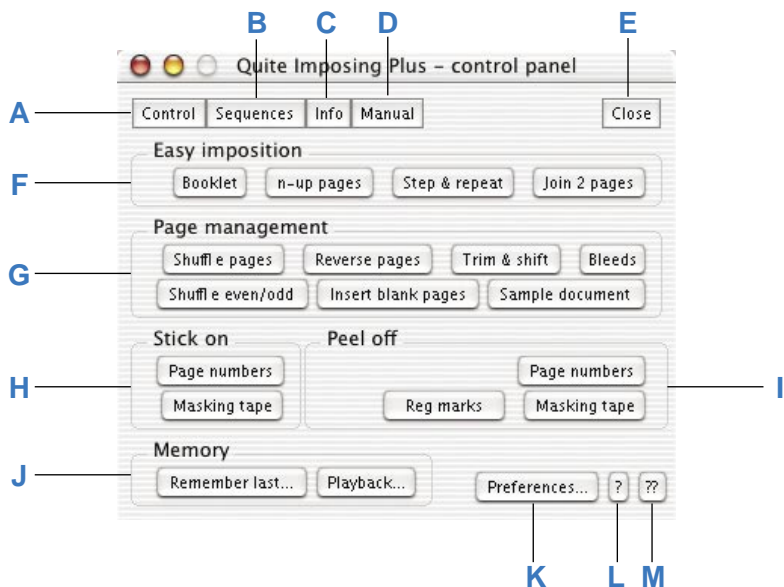 B C D E
Quite Imposing Plus – control panel
A Control Sequences Info Manual Close
Easy imposition
F Booklet n-up pages Step & repeat Join 2 pages
Page management
G Shuffle pages Reverse pages Trim & shift Bleeds
Shuffle even/odd Insert blank pages Sample document
Stick on Peel off
Page numbers Page numbers
H I
Masking tape Reg marks Masking tape
Memory
J Remember last... Playback... Preferences... ? ??
K L M